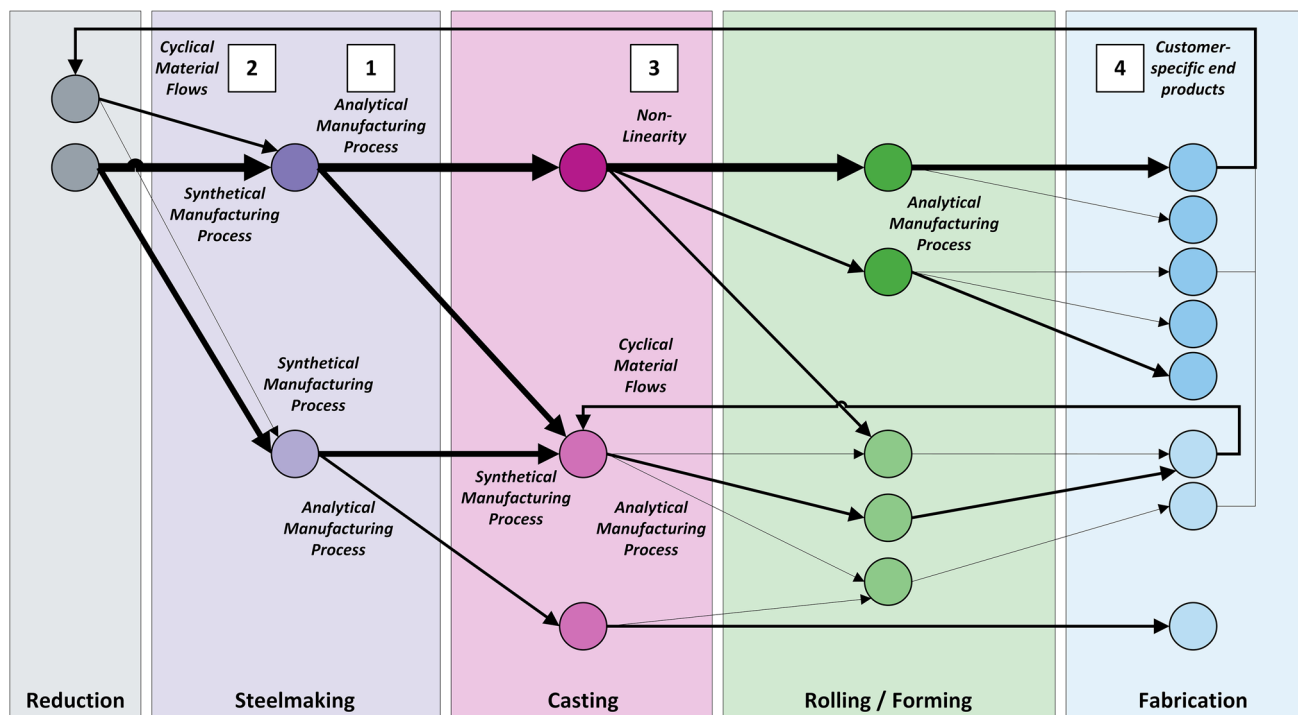 Cyclical
Material
Flows
2
1
Analytical
Manufacturing
Process
3
Non-
Linearity
4
Customer-
specific end
products
Synthetical
Manufacturing
Process
Analytical
Manufacturing
Process
Synthetical
Manufacturing
Process
Cyclical
Material
Flows
Analytical
Manufacturing
Process
Synthetical
Manufacturing
Process
Analytical
Manufacturing
Process
Reduction
Steelmaking
Casting
Rolling / Forming
Fabrication